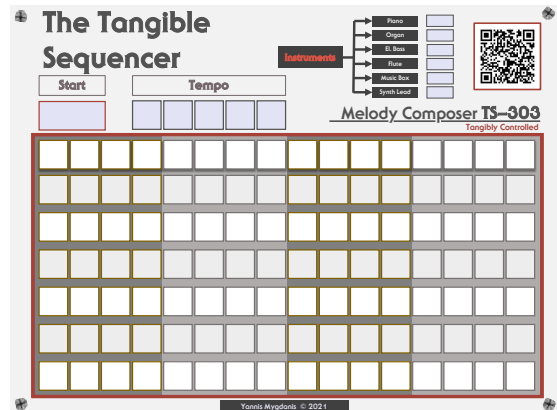 The Tangible
Sequencer
Start
Tempo
Instruments
Piano
Organ
El. Bass
Flute
Music Box
Synth Lead
Melody Composer TS-303
Tangibly Controlled
Yannis Mygdanis © 2021